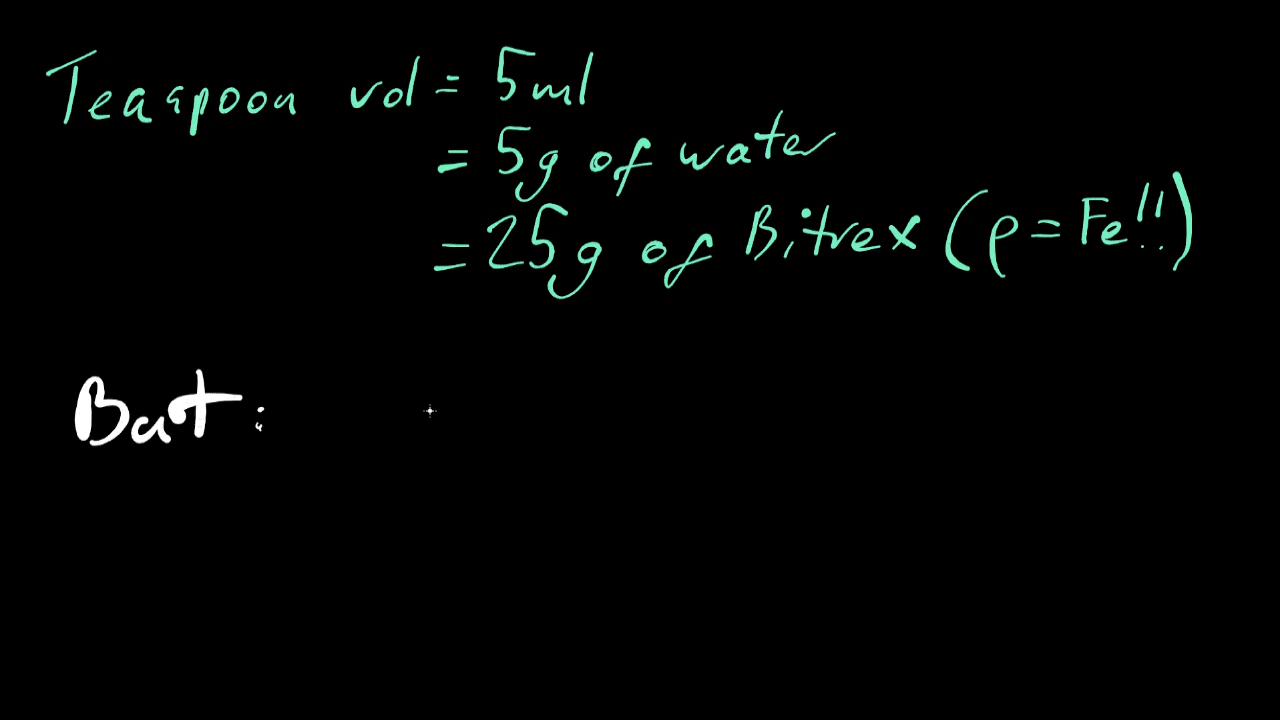 Teaspoon vol = 5ml
= 5g of water
= 25g of Bitrex (ρ = Fe!!)
But: